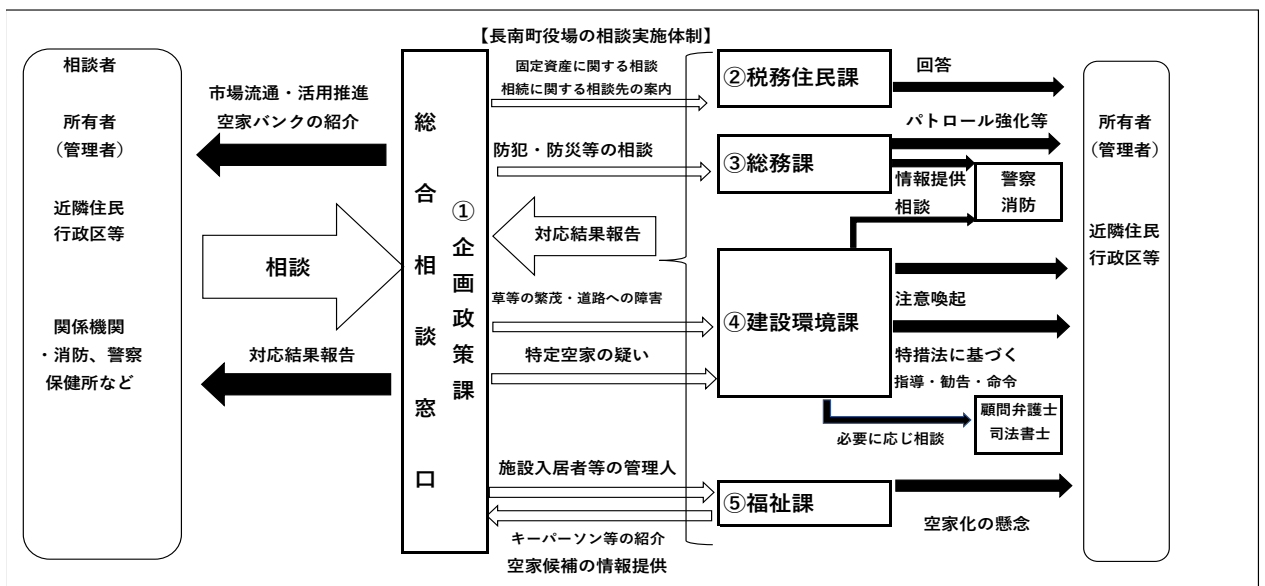 【長南町役場の相談実施体制】
相談者
所有者
（管理者）
近隣住民
行政区等
関係機関
・消防、警察
保健所など
市場流通・活用推進
空家バンクの紹介
相談
対応結果報告
総合相談窓口
①企画政策課
固定資産に関する相談
相続に関する相談先の案内
防犯・防災等の相談
対応結果報告
草等の繁茂・道路への障害
特定空家の疑い
施設入居者等の管理人
キーパーソン等の紹介
空家候補の情報提供
②税務住民課
③総務課
④建設環境課
⑤福祉課
回答
パトロール強化等
情報提供
相談
警察
消防
注意喚起
特措法に基づく
指導・勧告・命令
必要に応じ相談
顧問弁護士
司法書士
空家化の懸念
所有者
（管理者）
近隣住民
行政区等